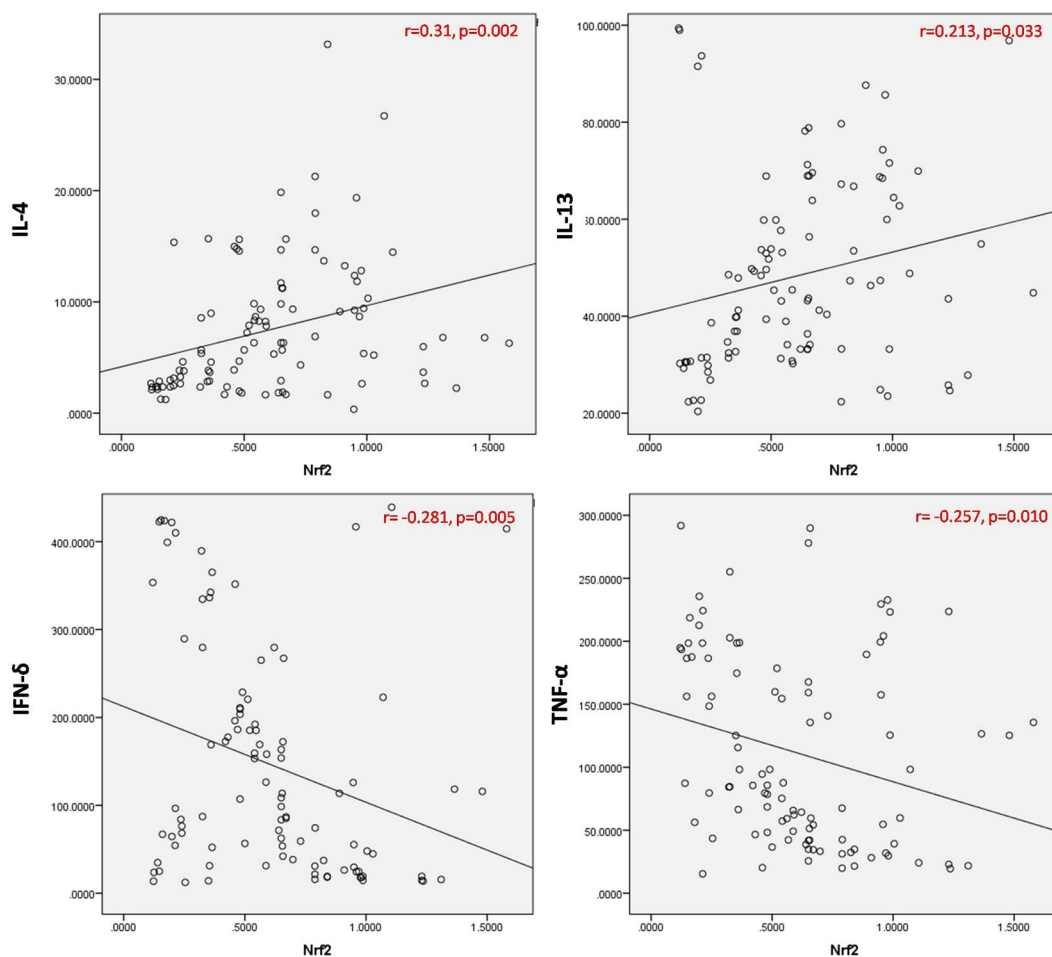 r=0.31, p=0.002
IL-4
30.0000
20.0000
10.0000
.0000
.0000 .5000 1.0000 1.5000
Nrf2
r=0.213, p=0.033
IL-13
100.0000
80.0000
60.0000
40.0000
20.0000
.0000 .5000 1.0000 1.5000
Nrf2
r= -0.281, p=0.005
IFN-δ
400.0000
300.0000
200.0000
100.0000
.0000
.0000 .5000 1.0000 1.5000
Nrf2
r= -0.257, p=0.010
TNF-α
300.0000
250.0000
200.0000
150.0000
100.0000
50.0000
.0000
.0000 .5000 1.0000 1.5000
Nrf2